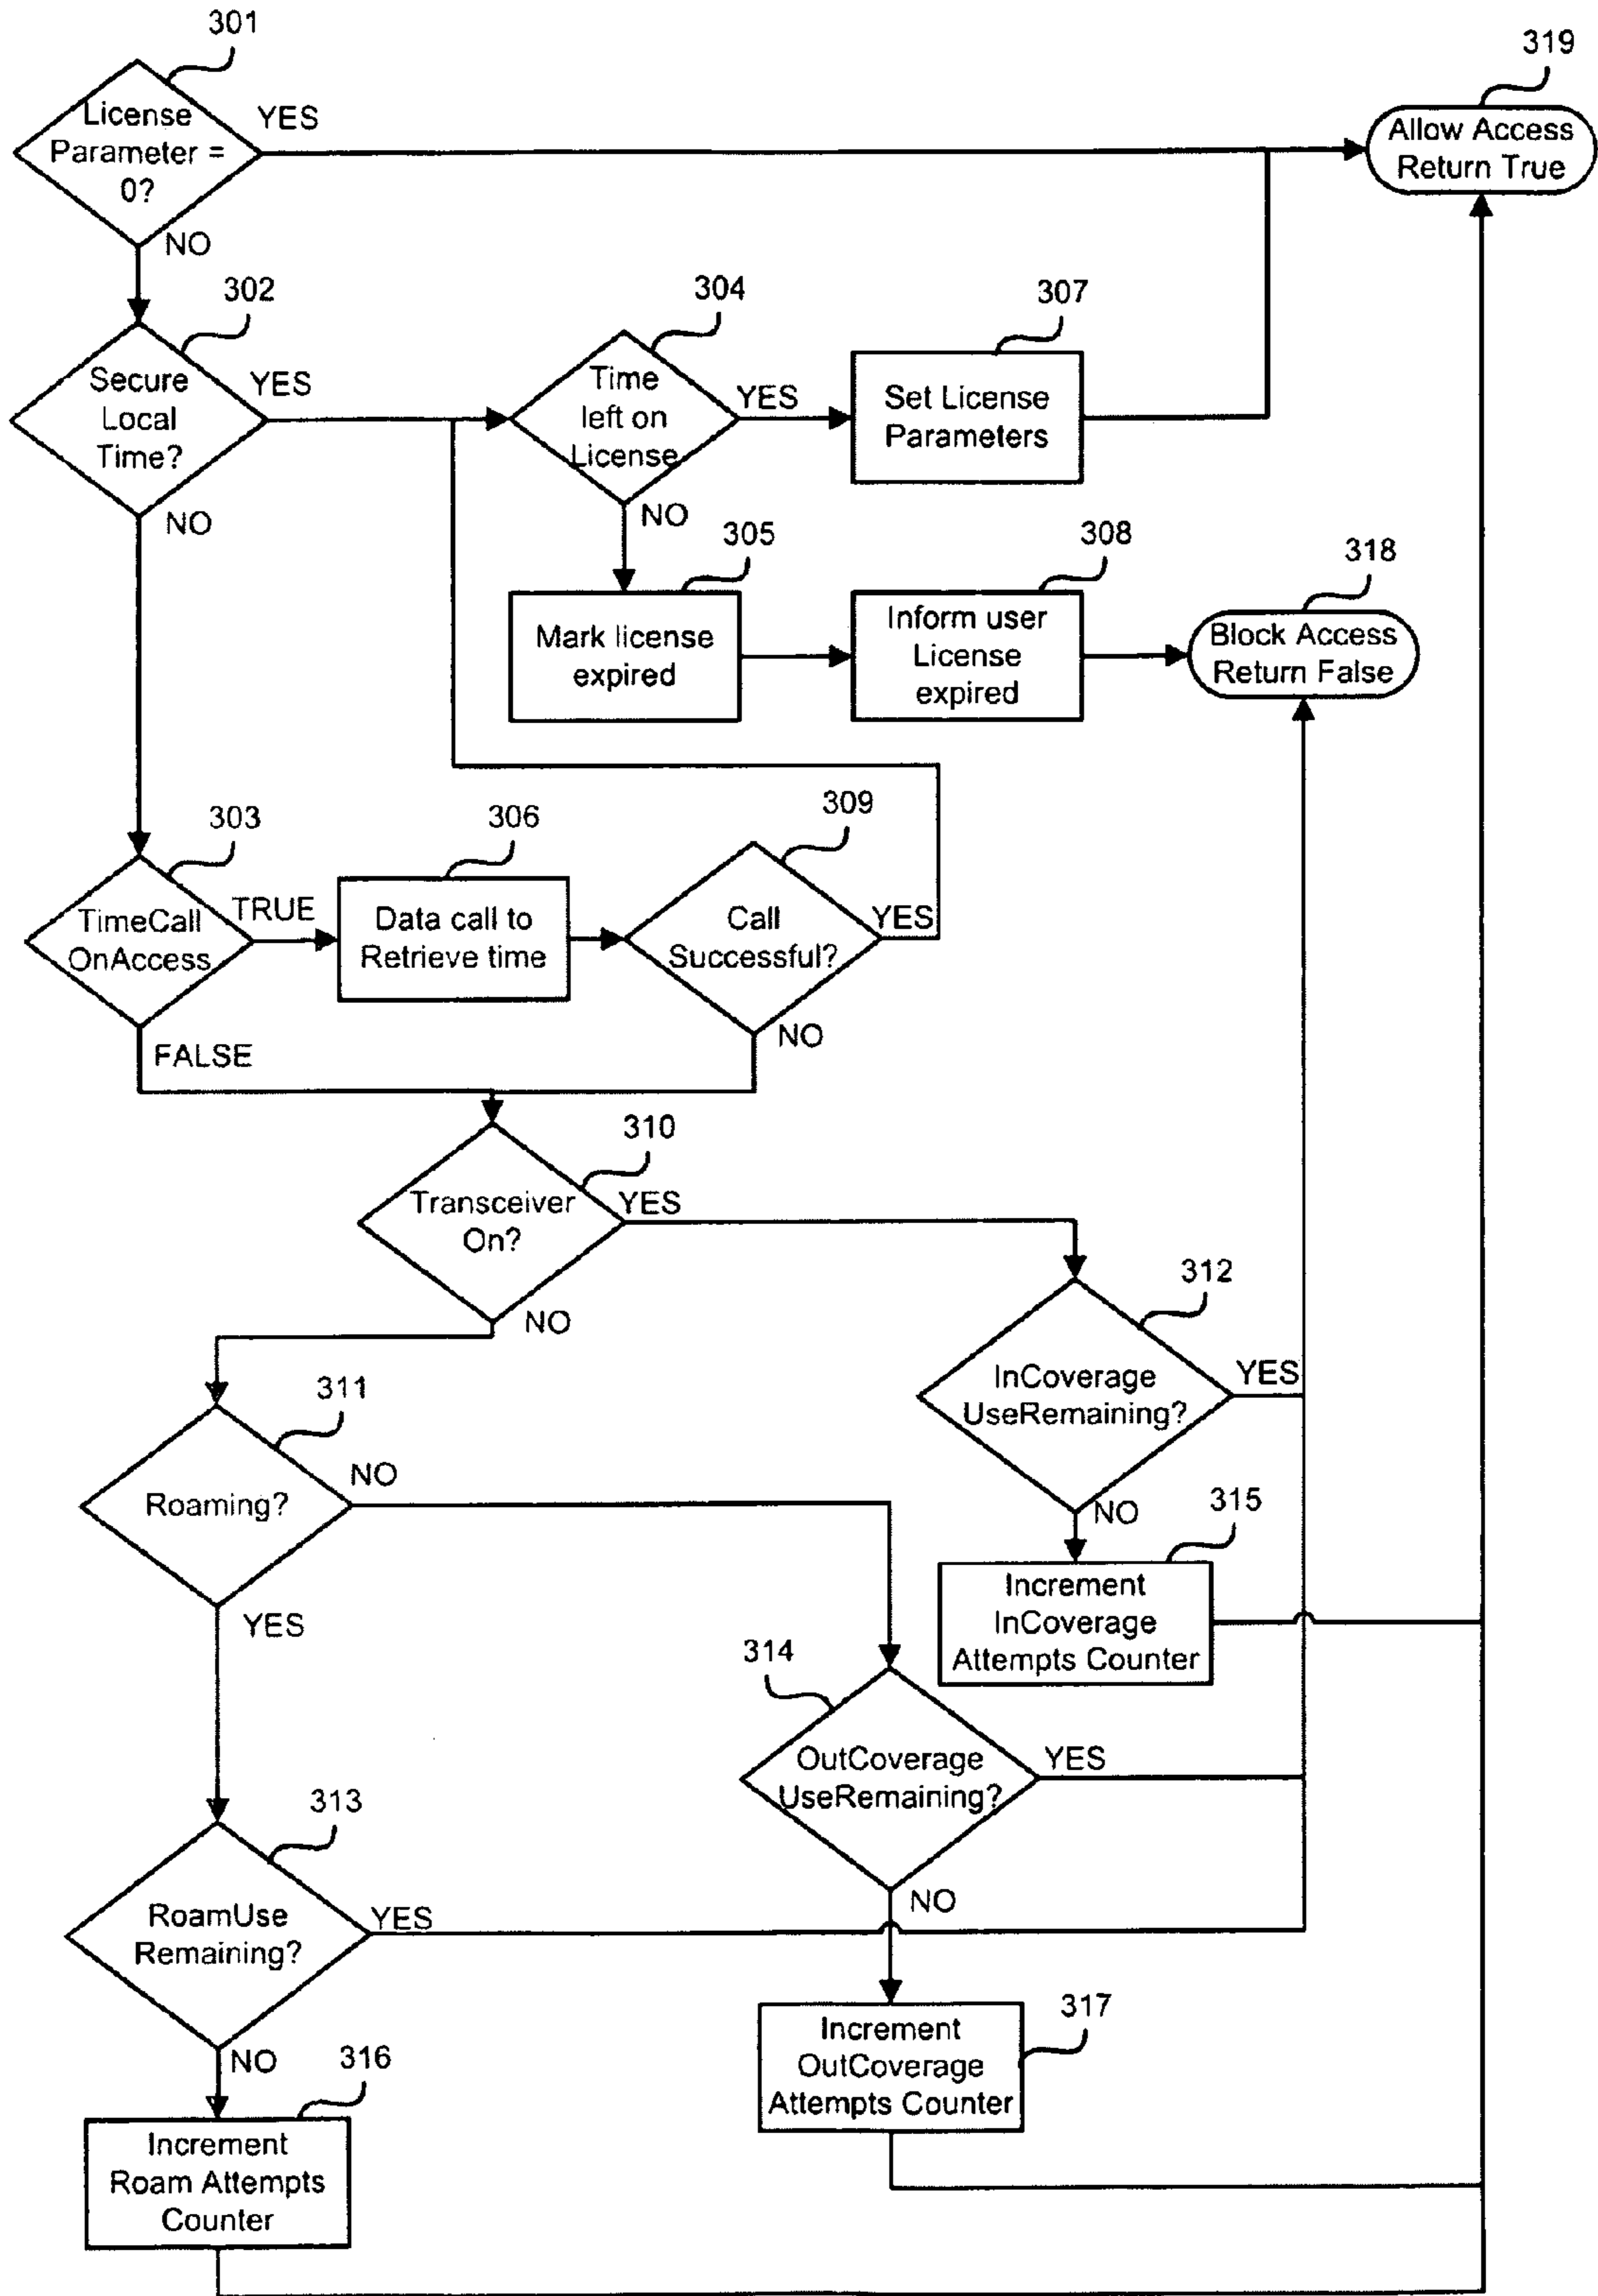 301
License
Parameter =
0?
YES
NO
319
Allow Access
Return True
302
Secure
Local
Time?
YES
NO
304
Time
left on
License
YES
NO
307
Set License
Parameters
305
Mark license
expired
308
Inform user
License
expired
318
Block Access
Return False
303
TimeCall
OnAccess
TRUE
FALSE
306
Data call to
Retrieve time
309
Call
Successful?
YES
NO
310
Transceiver
On?
YES
NO
312
InCoverage
UseRemaining?
YES
NO
311
Roaming?
NO
YES
315
Increment
InCoverage
Attempts Counter
314
OutCoverage
UseRemaining?
YES
NO
313
RoamUse
Remaining?
YES
NO
317
Increment
OutCoverage
Attempts Counter
316
Increment
Roam Attempts
Counter